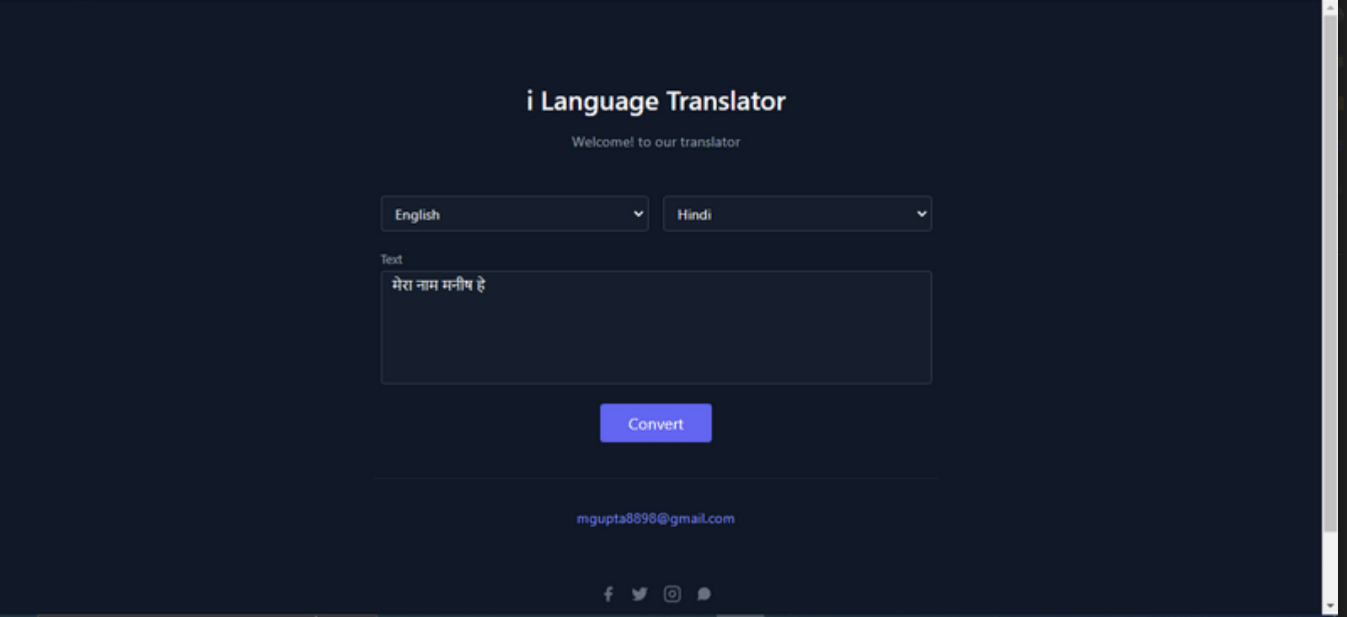 i Language Translator
Welcome! to our translator
English Hindi
Text
मेरा नाम मनीष हे
Convert
mgupta8898@gmail.com